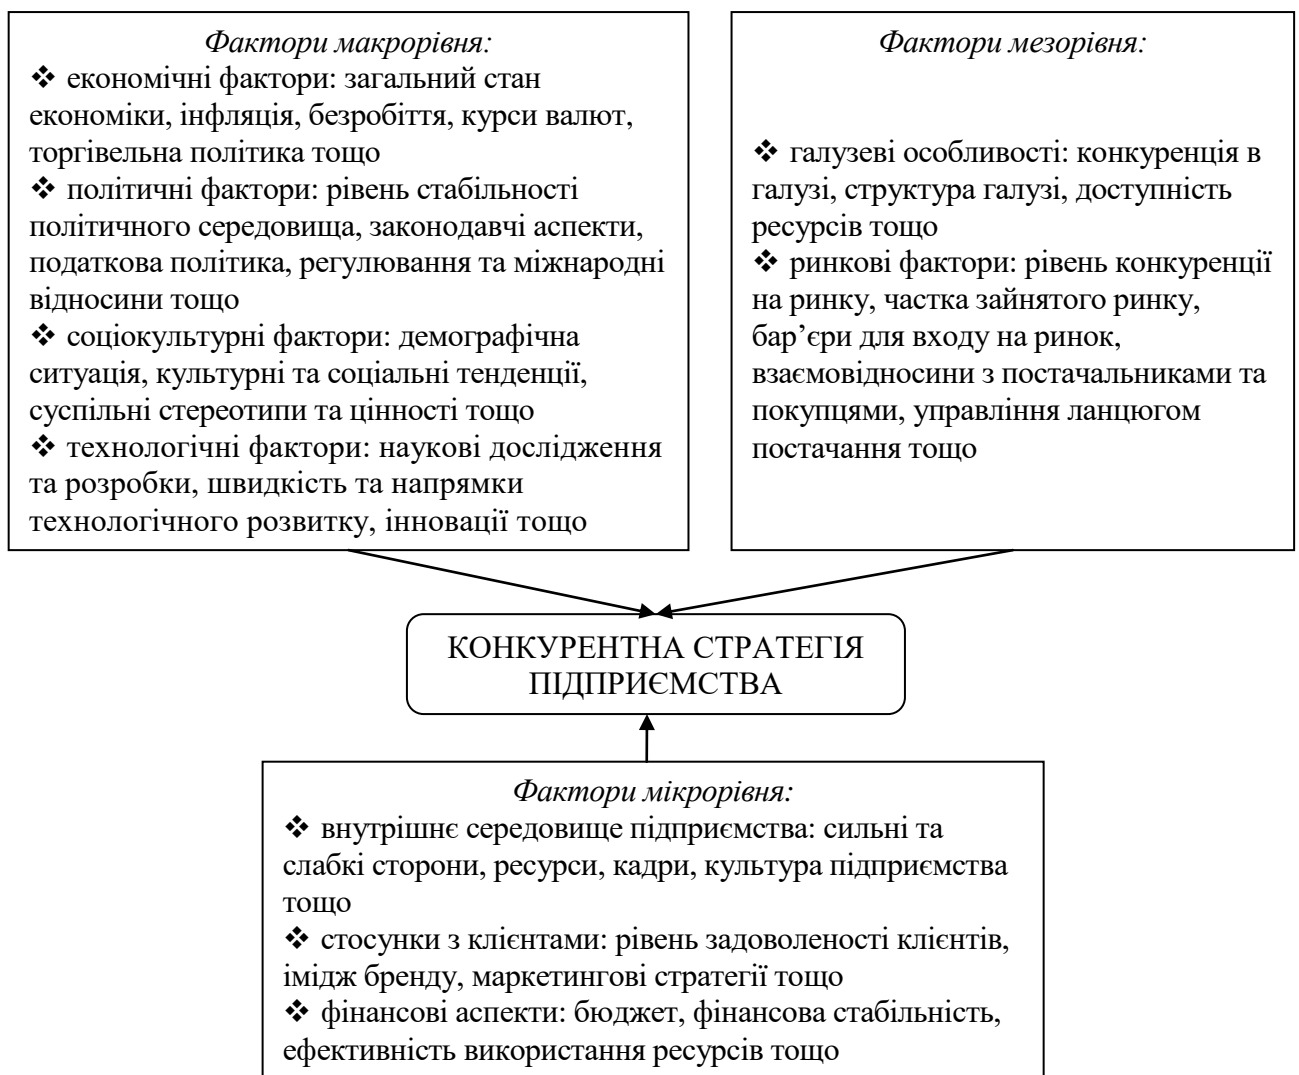 Фактори макрорівня:
❖ економічні фактори: загальний стан
економіки, інфляція, безробіття, курси валют,
торгівельна політика тощо
❖ політичні фактори: рівень стабільності
політичного середовища, законодавчі аспекти,
податкова політика, регулювання та міжнародні
відносини тощо
❖ соціокультурні фактори: демографічна
ситуація, культурні та соціальні тенденції,
суспільні стереотипи та цінності тощо
❖ технологічні фактори: наукові дослідження
та розробки, швидкість та напрямки
технологічного розвитку, інновації тощо
Фактори мезорівня:
❖ галузеві особливості: конкуренція в
галузі, структура галузі, доступність
ресурсів тощо
❖ ринкові фактори: рівень конкуренції
на ринку, частка зайнятого ринку,
бар’єри для входу на ринок,
взаємовідносини з постачальниками та
покупцями, управління ланцюгом
постачання тощо
КОНКУРЕНТНА СТРАТЕГІЯ
ПІДПРИЄМСТВА
Фактори мікрорівня:
❖ внутрішнє середовище підприємства: сильні та
слабкі сторони, ресурси, кадри, культура підприємства
тощо
❖ стосунки з клієнтами: рівень задоволеності клієнтів,
імідж бренду, маркетингові стратегії тощо
❖ фінансові аспекти: бюджет, фінансова стабільність,
ефективність використання ресурсів тощо